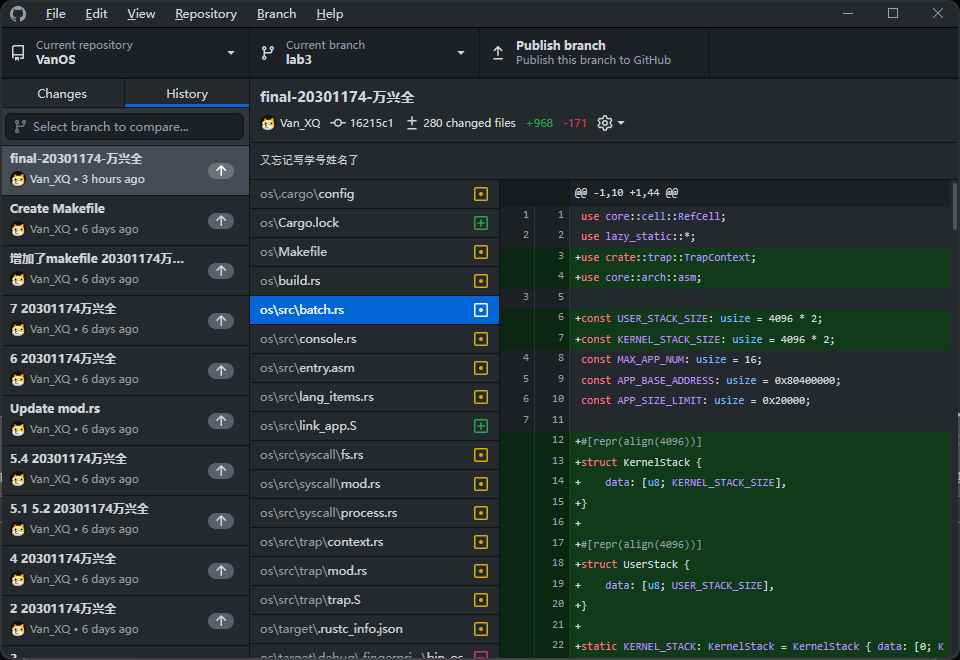 File Edit View Repository Branch Help
Current repository
VanOS
Current branch
lab3
Publish branch
Publish this branch to GitHub
Changes
History
Select branch to compare...
final-20301174-万兴全
Van_XQ • 3 hours ago
Create Makefile
Van_XQ • 6 days ago
增加了makefile 20301174万...
Van_XQ • 6 days ago
7 20301174万兴全
Van_XQ • 6 days ago
6 20301174万兴全
Van_XQ • 6 days ago
Update mod.rs
Van_XQ • 6 days ago
5.4 20301174万兴全
Van_XQ • 6 days ago
5.1 5.2 20301174万兴全
Van_XQ • 6 days ago
4 20301174万兴全
Van_XQ • 6 days ago
2 20301174万兴全
Van_XQ • 6 days ago
final-20301174-万兴全
Van_XQ 16215c1 280 changed files +968 -171
又忘记写学号姓名了
os\.cargo\config
os\Cargo.lock
os\Makefile
os\build.rs
os\src\batch.rs
os\src\console.rs
os\src\entry.asm
os\src\lang_items.rs
os\src\link_app.S
os\src\syscall\fs.rs
os\src\syscall\mod.rs
os\src\syscall\process.rs
os\src\trap\context.rs
os\src\trap\mod.rs
os\src\trap\trap.S
os\target\.rustc_info.json
@@ -1,10 +1,44 @@
1 1 use core::cell::RefCell;
2 2 use lazy_static::*;
3 +use crate::trap::TrapContext;
4 +use core::arch::asm;
3 5
6 +const USER_STACK_SIZE: usize = 4096 * 2;
7 +const KERNEL_STACK_SIZE: usize = 4096 * 2;
4 8 const MAX_APP_NUM: usize = 16;
5 9 const APP_BASE_ADDRESS: usize = 0x80400000;
6 10 const APP_SIZE_LIMIT: usize = 0x20000;
7 11
12 +#[repr(align(4096))]
13 +struct KernelStack {
14 + data: [u8; KERNEL_STACK_SIZE],
15 +}
16 +
17 +#[repr(align(4096))]
18 +struct UserStack {
19 + data: [u8; USER_STACK_SIZE],
20 +}
21 +
22 +static KERNEL_STACK: KernelStack = KernelStack { data: [0; K